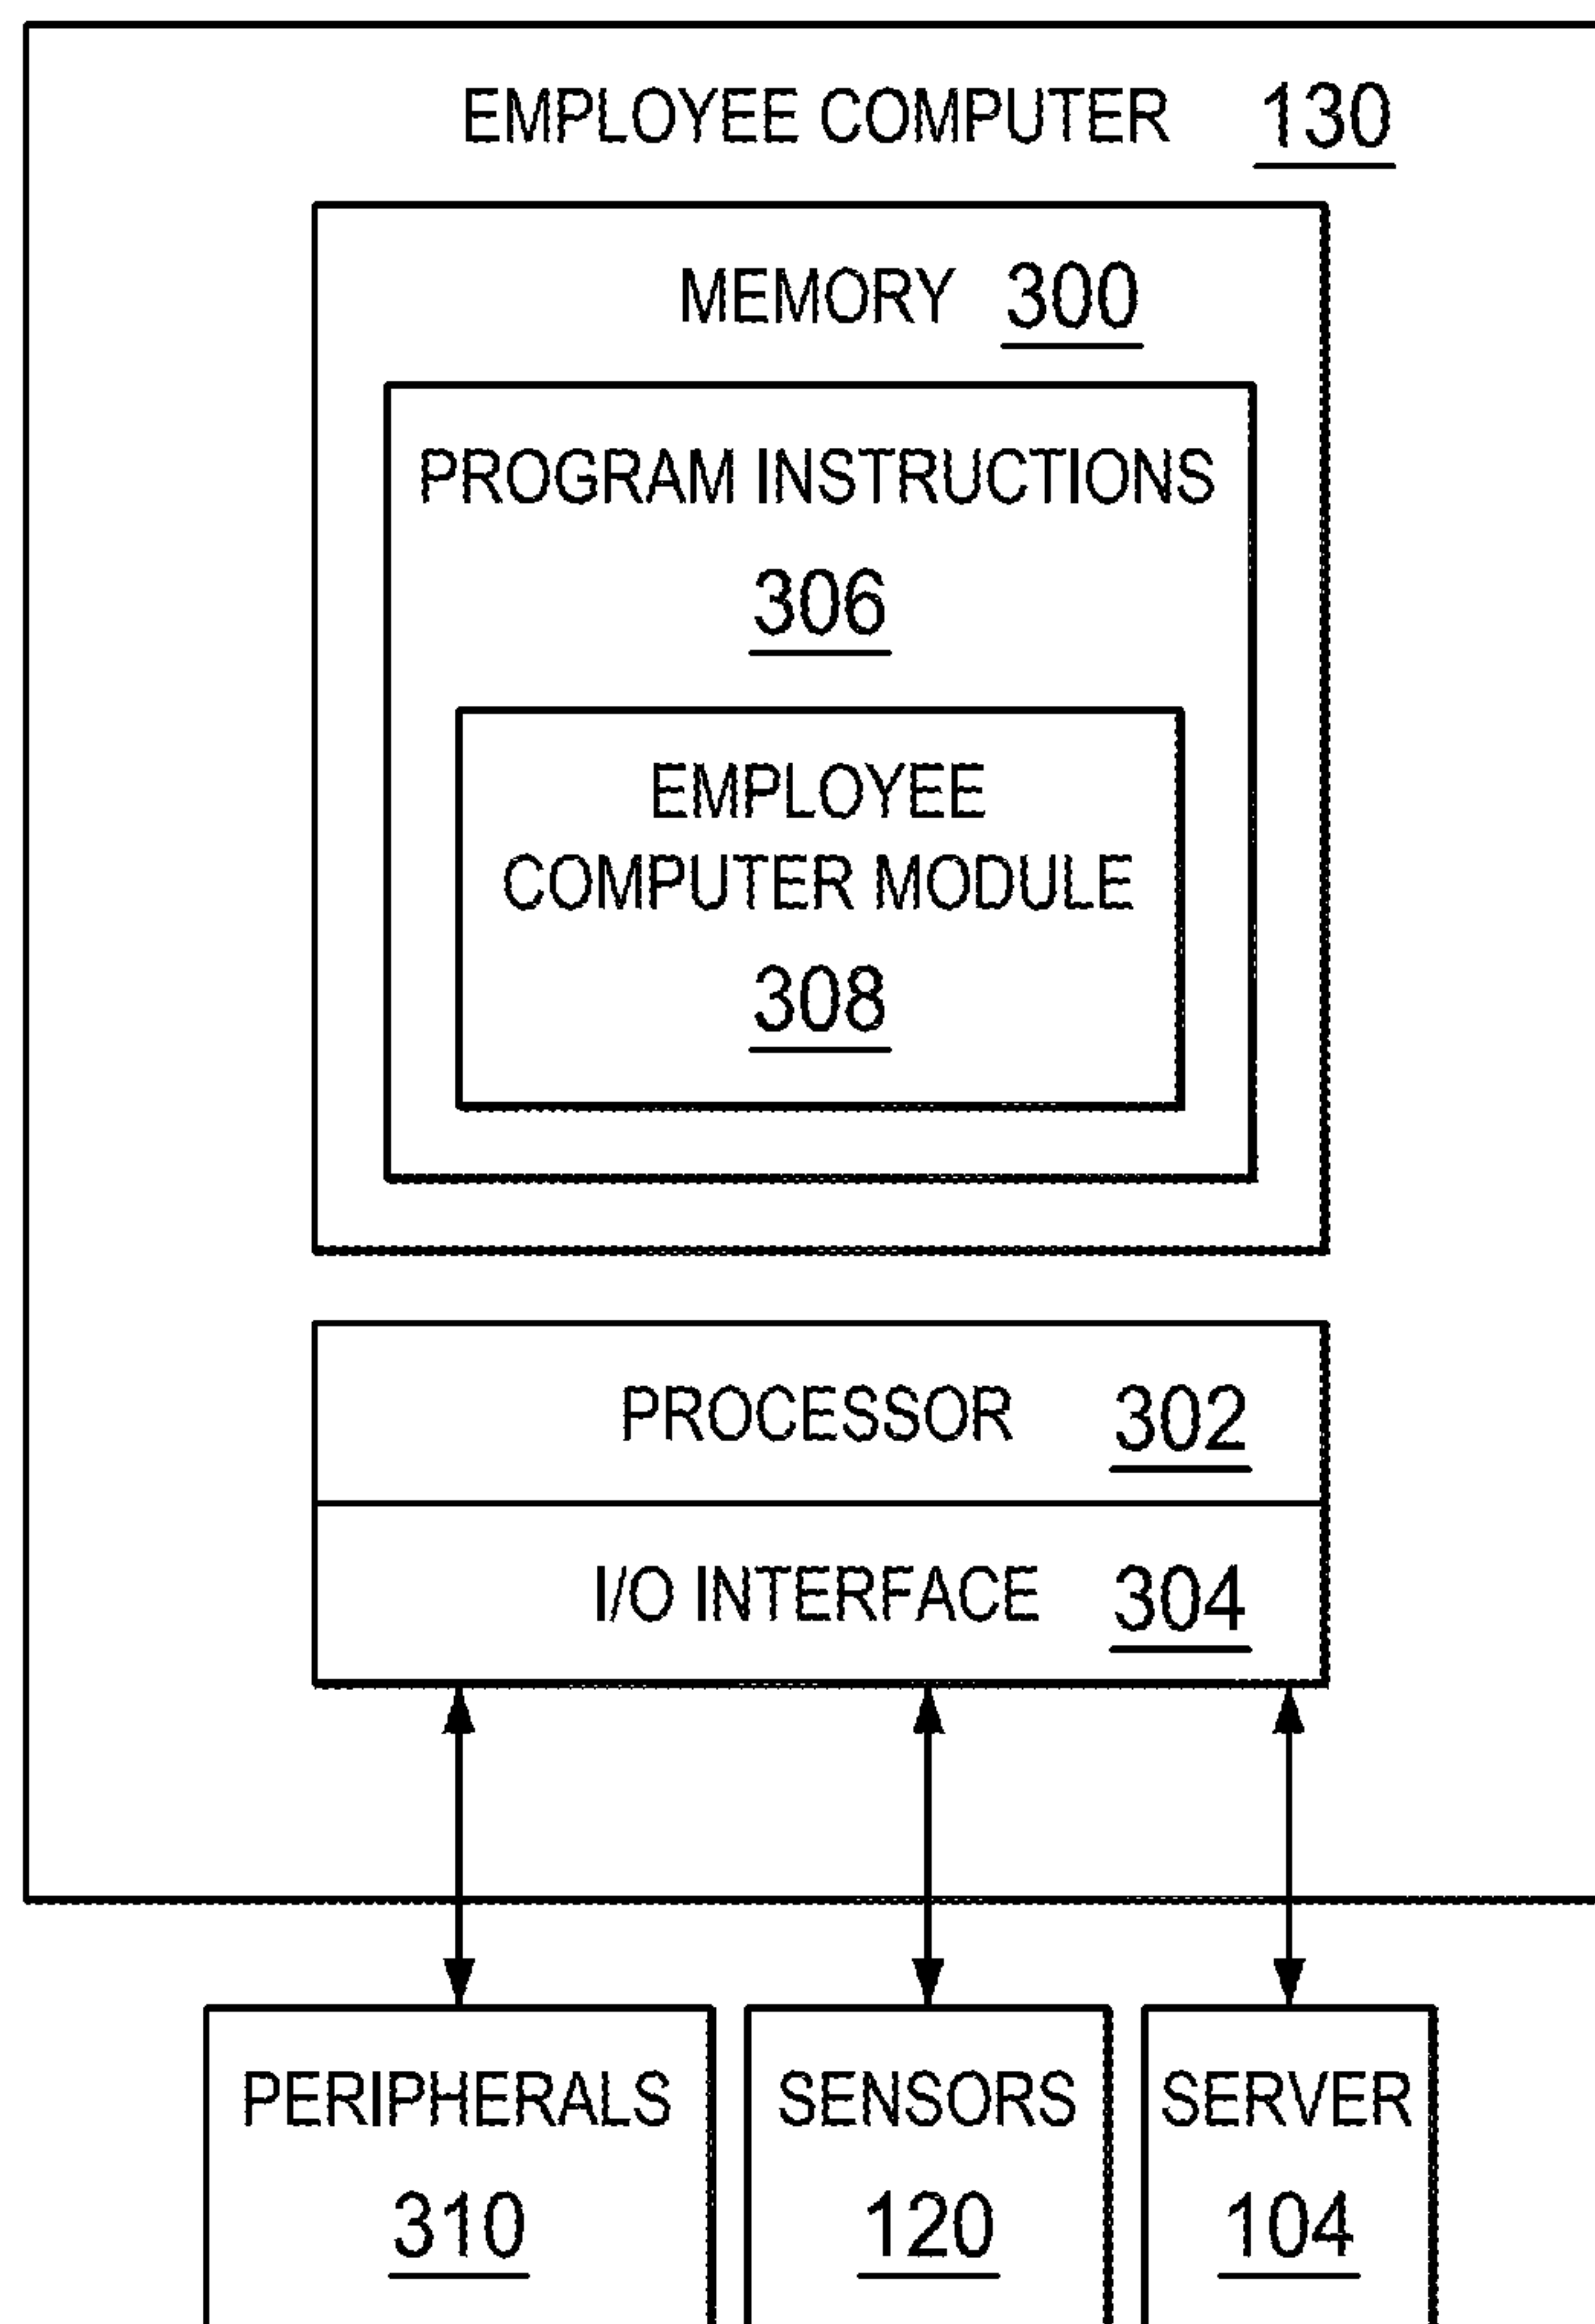 EMPLOYEE COMPUTER 130
MEMORY 300
PROGRAM INSTRUCTIONS
306
EMPLOYEE
COMPUTER MODULE
308
PROCESSOR 302
I/O INTERFACE 304
PERIPHERALS SENSORS SERVER
310 120 104